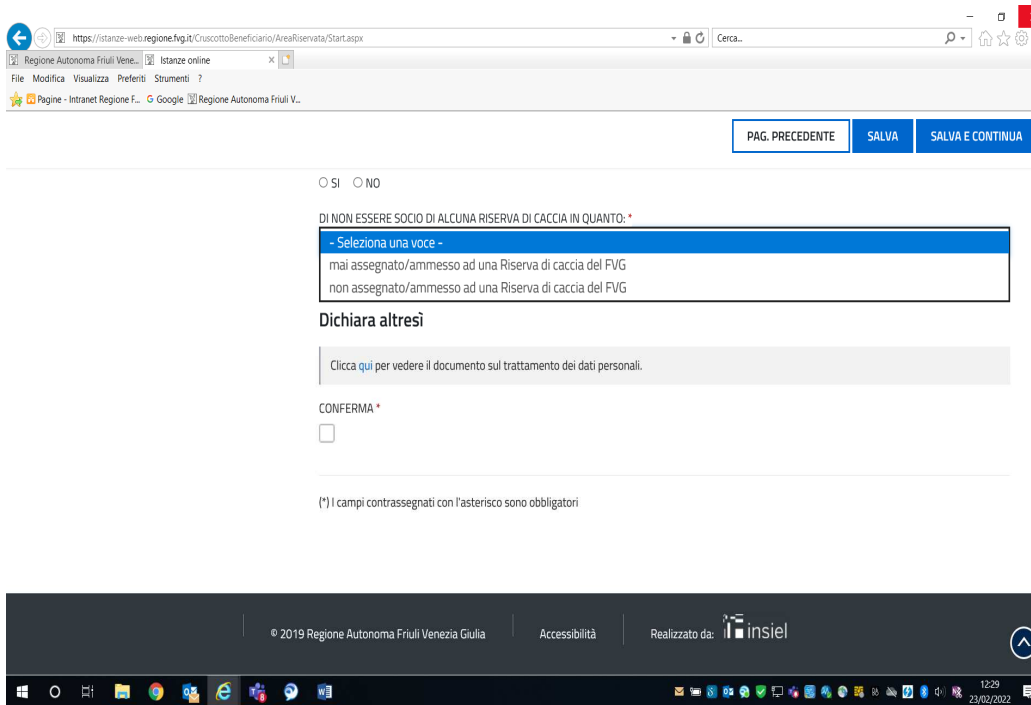 https://istanze-web.regione.fvg.it/CruscottoBeneficiario/AreaRiservata/Start.aspx
Cerca...
Regione Autonoma Friuli Vene...
Istanze online
File Modifica Visualizza Preferiti Strumenti ?
Pagine - Intranet Regione F... Google Regione Autonoma Friuli V...
PAG. PRECEDENTE SALVA SALVA E CONTINUA
SI NO
DI NON ESSERE SOCIO DI ALCUNA RISERVA DI CACCIA IN QUANTO: *
- Seleziona una voce -
mai assegnato/ammesso ad una Riserva di caccia del FVG
non assegnato/ammesso ad una Riserva di caccia del FVG
Dichiara altresì
Clicca qui per vedere il documento sul trattamento dei dati personali.
CONFERMA *
(*) I campi contrassegnati con l'asterisco sono obbligatori
© 2019 Regione Autonoma Friuli Venezia Giulia Accessibilità Realizzato da: insiel
12:29
23/02/2022